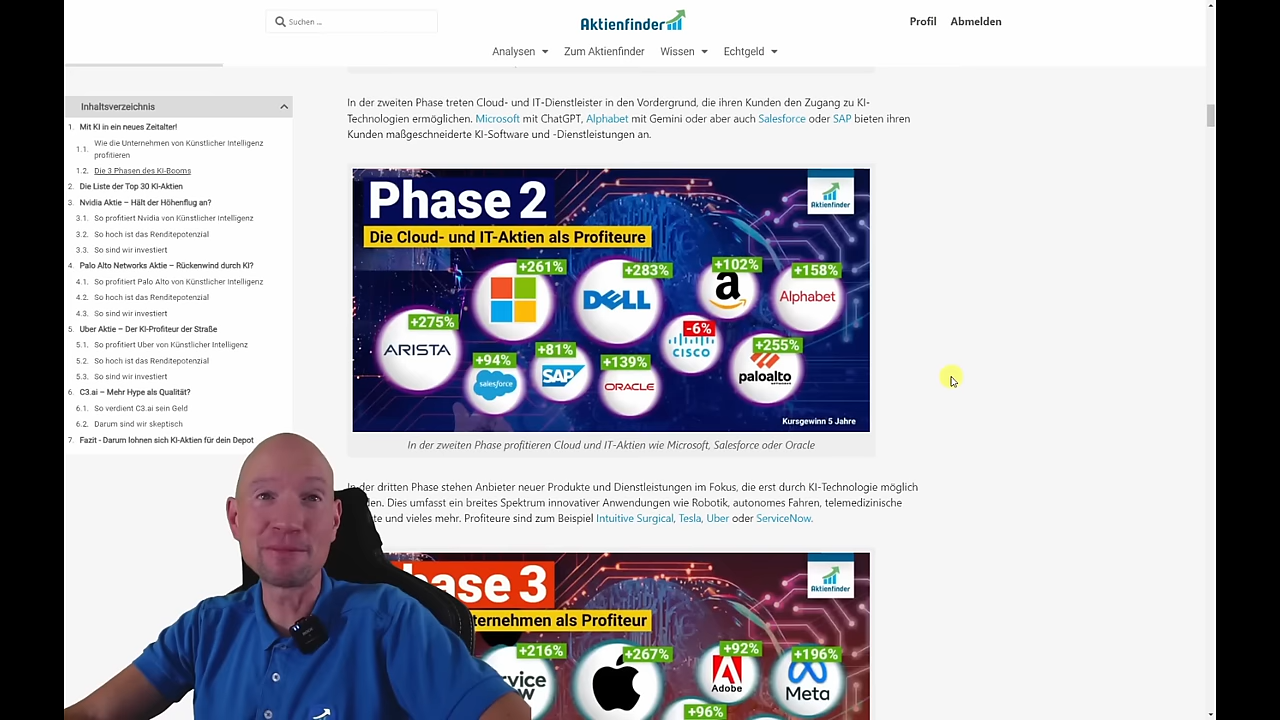 Suchen ...
Aktienfinder
Profil
Abmelden
Analysen
Zum Aktienfinder
Wissen
Echtgeld
Inhaltsverzeichnis
1. Mit KI in ein neues Zeitalter!
1.1. Wie die Unternehmen von Künstlicher Intelligenz
profitieren
1.2. Die 3 Phasen des KI-Booms
2. Die Liste der Top 30 KI-Aktien
3. Nvidia Aktie – Hält der Höhenflug an?
3.1. So profitiert Nvidia von Künstlicher Intelligenz
3.2. So hoch ist das Renditepotenzial
3.3. So sind wir investiert
4. Palo Alto Networks Aktie – Rückenwind durch KI?
4.1. So profitiert Palo Alto von Künstlicher Intelligenz
4.2. So hoch ist das Renditepotenzial
4.3. So sind wir investiert
5. Uber Aktie – Der KI-Profiteur der Straße
5.1. So profitiert Uber von Künstlicher Intelligenz
5.2. So hoch ist das Renditepotenzial
5.3. So sind wir investiert
6. C3.ai – Mehr Hype als Qualität?
6.1. So verdient C3.ai sein Geld
6.2. Darum sind wir skeptisch
7. Fazit - Darum lohnen sich KI-Aktien für dein Depot
In der zweiten Phase treten Cloud- und IT-Dienstleister in den Vordergrund, die ihren Kunden den Zugang zu KI-
Technologien ermöglichen. Microsoft mit ChatGPT, Alphabet mit Gemini oder aber auch Salesforce oder SAP bieten ihren
Kunden maßgeschneiderte KI-Software und -Dienstleistungen an.
Phase 2
Aktienfinder
Die Cloud- und IT-Aktien als Profiteure
+261%
+283%
+102%
+158%
DELL
a
Alphabet
+275%
ARISTA
-6%
CISCO
+94%
salesforce
+81%
SAP
+139%
ORACLE
+255%
paloalto
NETWORKS
Kursgewinn 5 Jahre
In der zweiten Phase profitieren Cloud und IT-Aktien wie Microsoft, Salesforce oder Oracle
In der dritten Phase stehen Anbieter neuer Produkte und Dienstleistungen im Fokus, die erst durch KI-Technologie möglich
den. Dies umfasst ein breites Spektrum innovativer Anwendungen wie Robotik, autonomes Fahren, telemedizinische
te und vieles mehr. Profiteure sind zum Beispiel Intuitive Surgical, Tesla, Uber oder ServiceNow.
hase 3
Aktienfinder
ternehmen als Profiteur
+216%
+267%
+92%
+196%
vice
w
Adobe
Meta
+96%